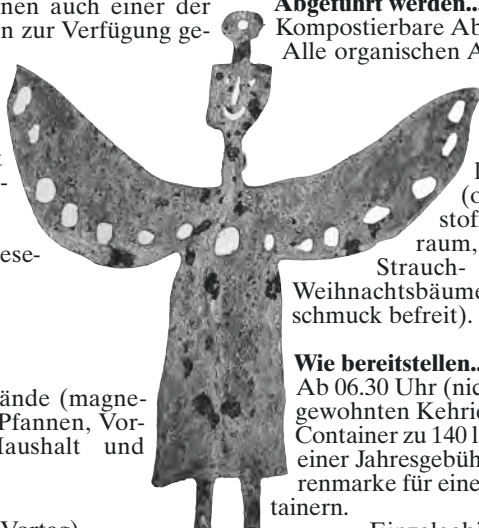 nen auch einer der
n zur Verfügung ge-
t
-
ese-
ände (magne-
Pfannen, Vor-
Haushalt und
Vortag)
Abgeführt werden...
Kompostierbare Ab
Alle organischen A
(o
stoff
raum,
Strauch-
Weihnachtsbäume
schmuck befreit).
Wie bereitstellen..
Ab 06.30 Uhr (nic
gewohnten Kehric
Container zu 140 l
einer Jahresgebüh
renmarke für eine
tainern.